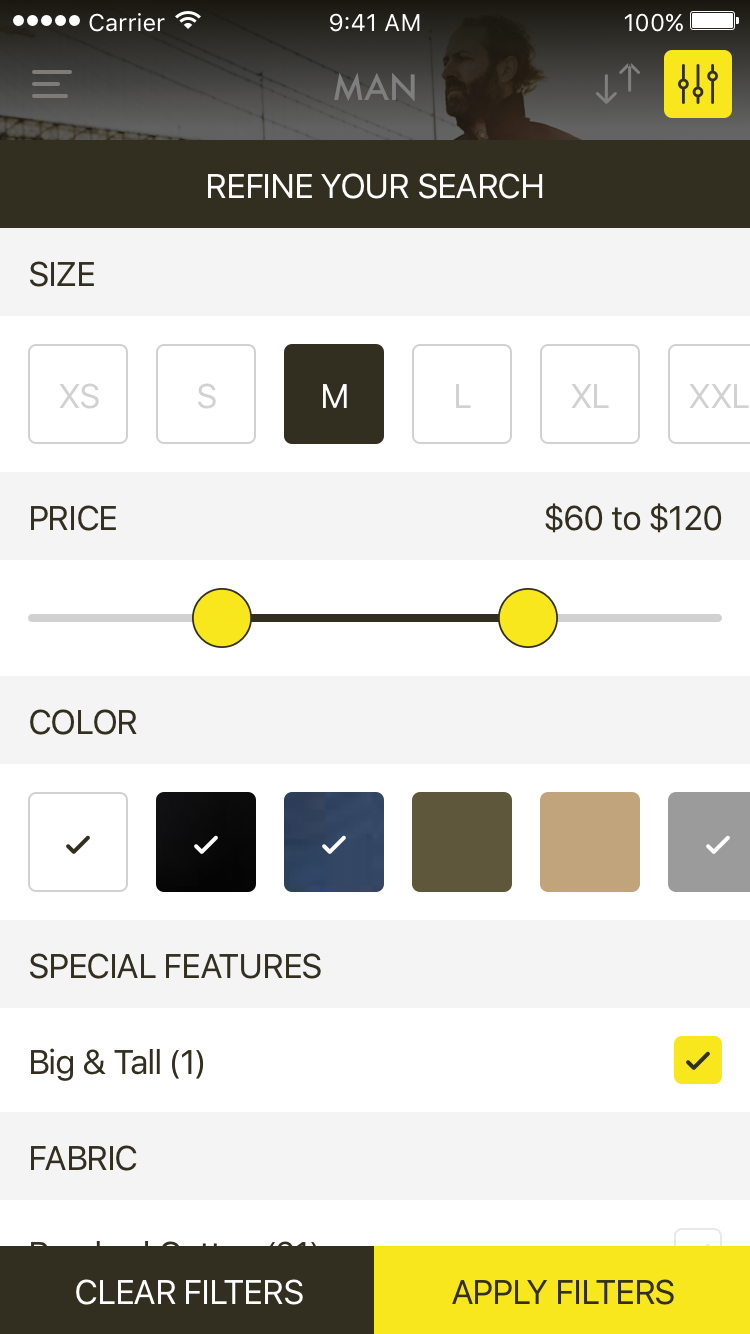 Carrier 9:41 AM 100%
MAN
REFINE YOUR SEARCH
SIZE
XS S M L XL XXL
PRICE $60 to $120
COLOR
SPECIAL FEATURES
Big & Tall (1)
FABRIC
CLEAR FILTERS APPLY FILTERS